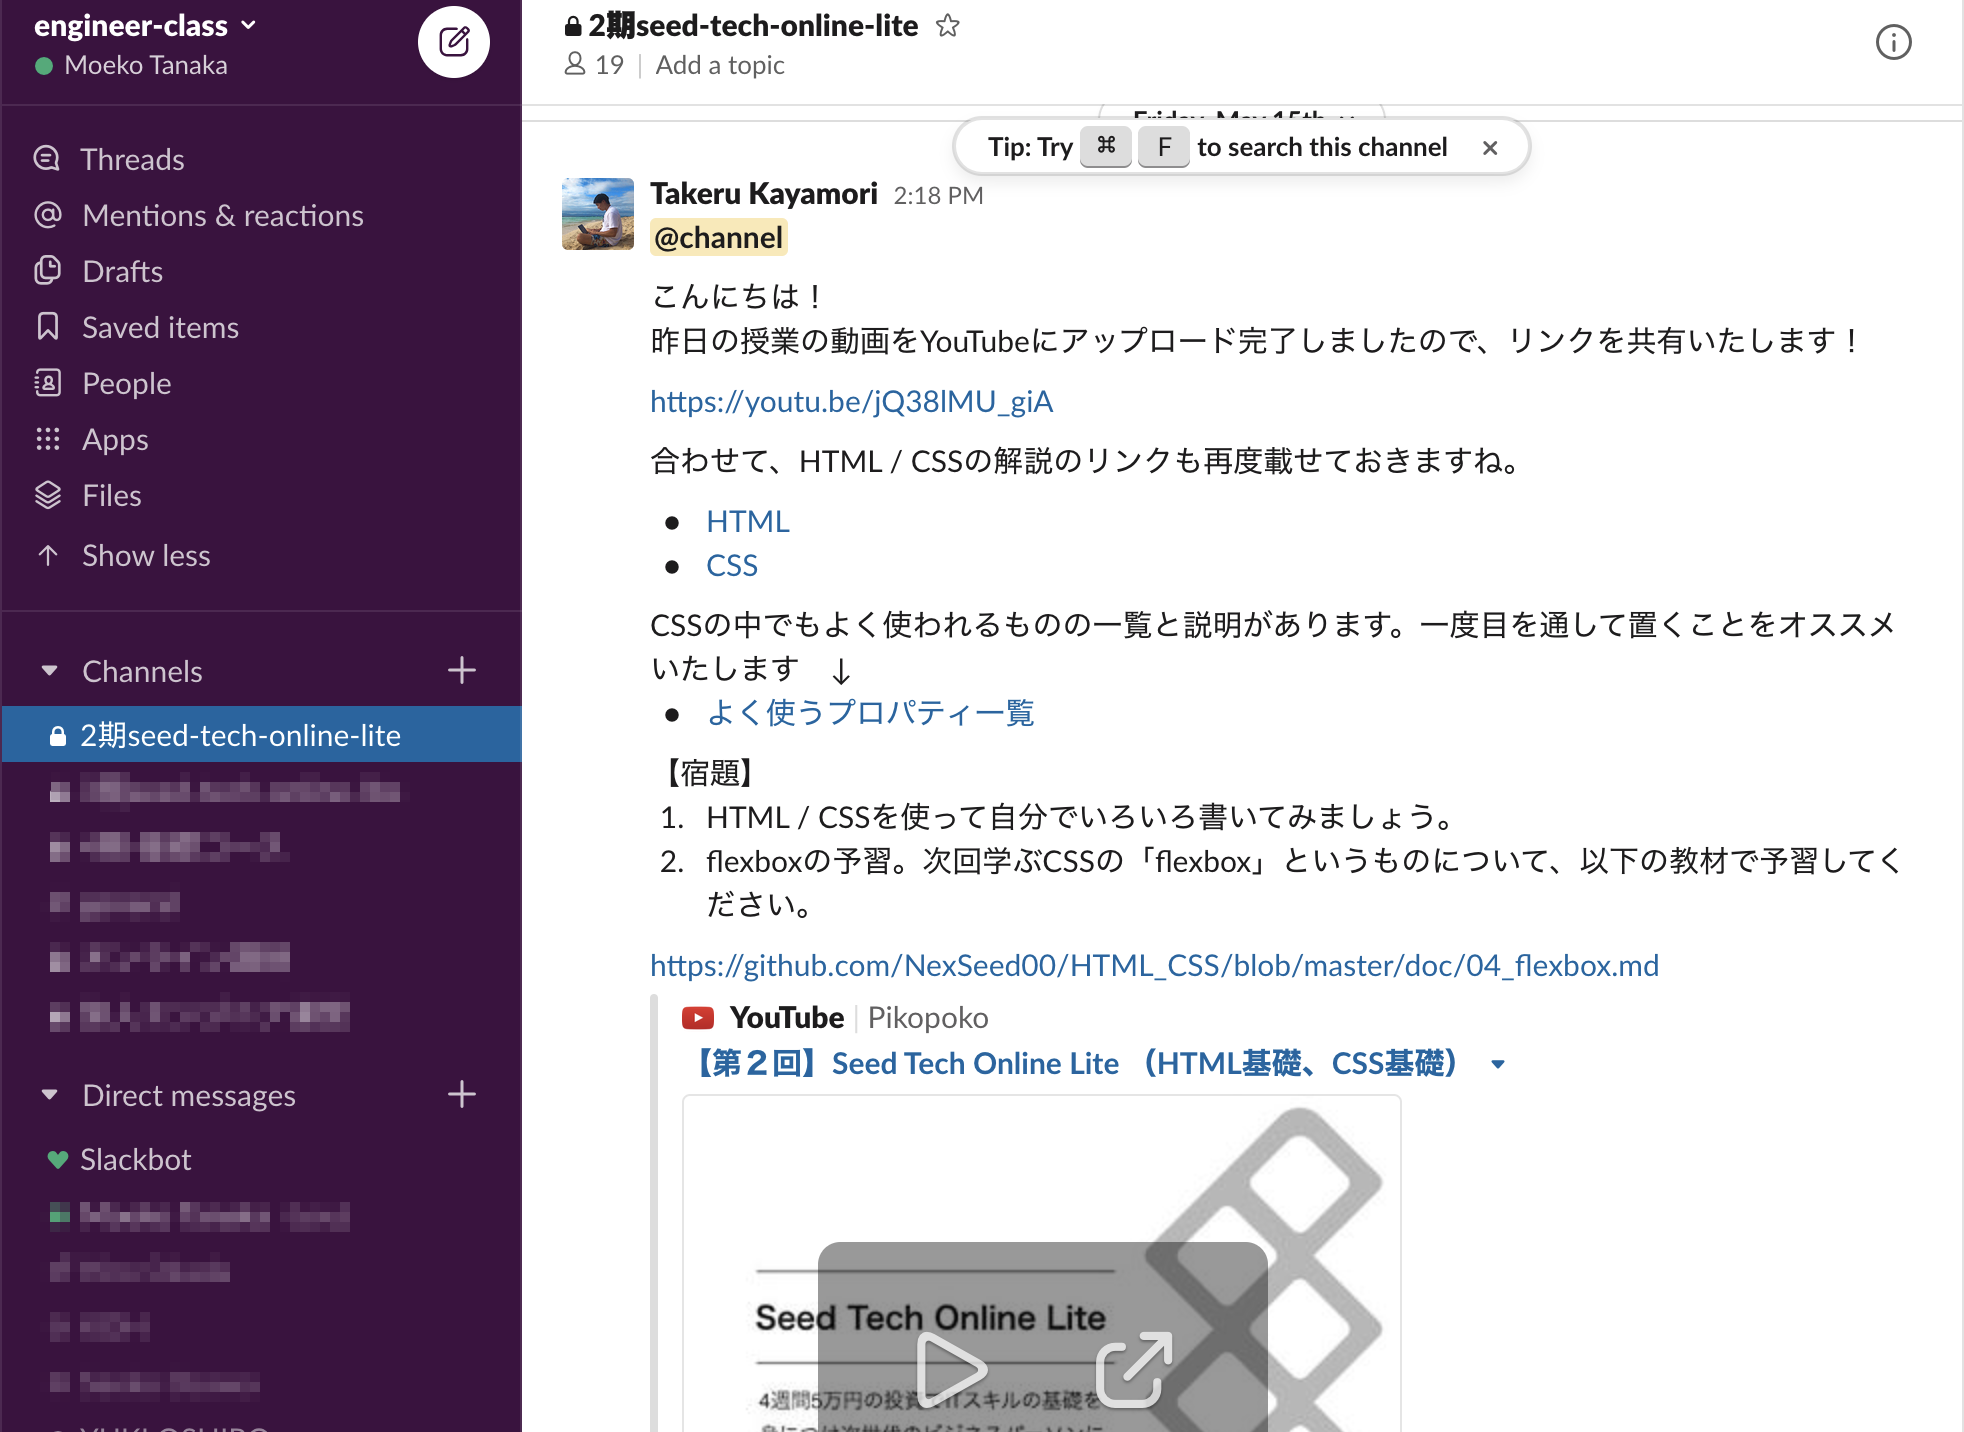 engineer-class
Moeko Tanaka
Threads
Mentions & reactions
Drafts
Saved items
People
Apps
Files
Show less
Channels
2期seed-tech-online-lite
Direct messages
Slackbot
2期seed-tech-online-lite
19 Add a topic
Friday, May 15th
Tip: Try ⌘ F to search this channel
Takeru Kayamori 2:18 PM
@channel
こんにちは！
昨日の授業の動画をYouTubeにアップロード完了しましたので、リンクを共有いたします！
https://youtu.be/jQ38lMU_giA
合わせて、HTML / CSSの解説のリンクも再度載せておきますね。
● HTML
● CSS
CSSの中でもよく使われるものの一覧と説明があります。一度目を通して置くことをオススメ
いたします　↓
● よく使うプロパティ一覧
【宿題】
1. HTML / CSSを使って自分でいろいろ書いてみましょう。
2. flexboxの予習。次回学ぶCSSの「flexbox」というものについて、以下の教材で予習してく
ださい。
https://github.com/NexSeed00/HTML_CSS/blob/master/doc/04_flexbox.md
YouTube Pikopoko
【第２回】Seed Tech Online Lite （HTML基礎、CSS基礎）
Seed Tech Online Lite
4週間5万円の投資でITスキルの基礎を